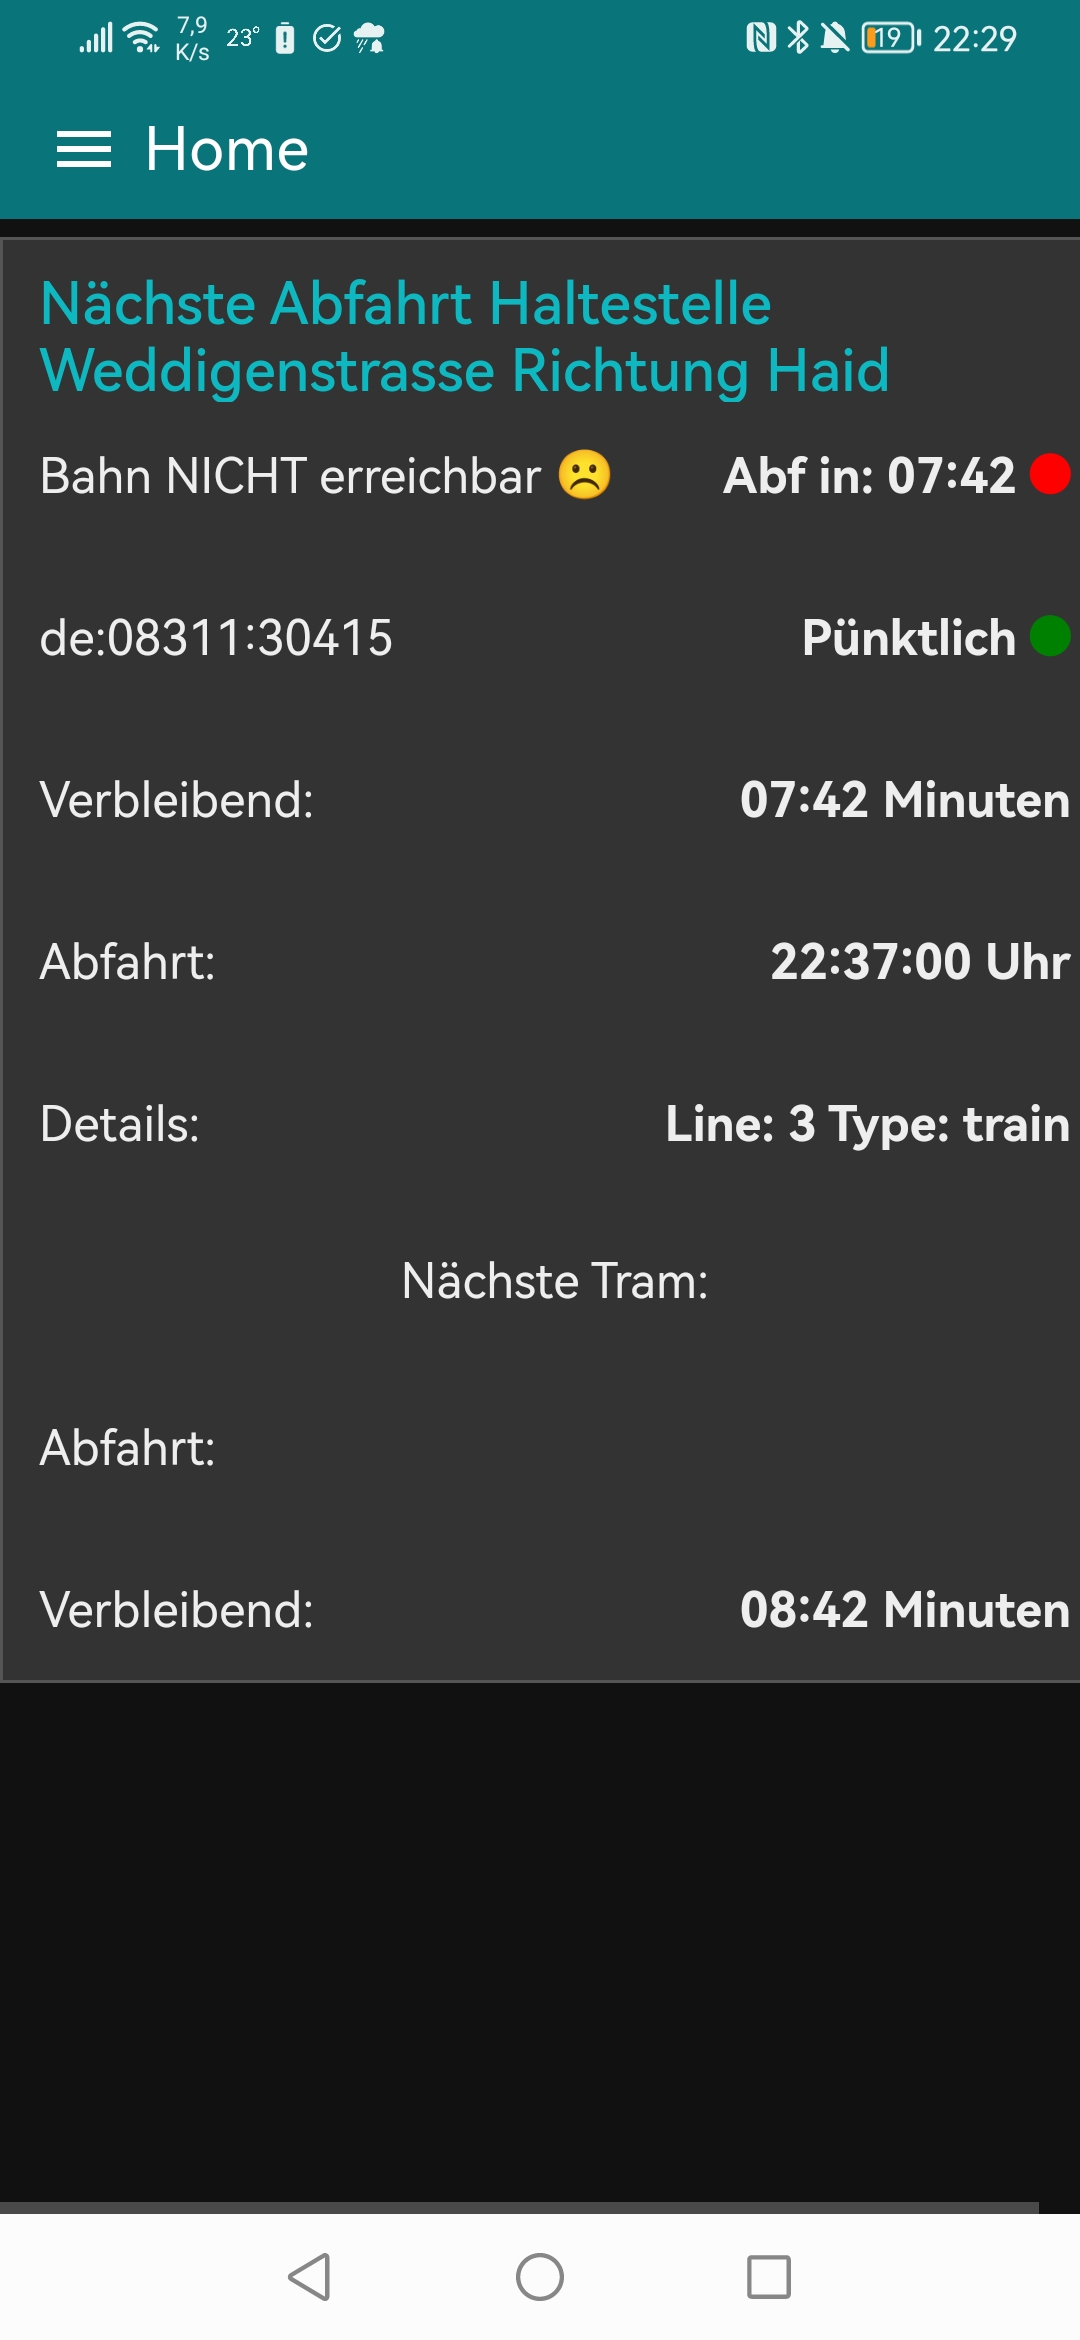 7,9
K/s
23°
19
22:29
Home
Nächste Abfahrt Haltestelle
Weddigenstrasse Richtung Haid
Bahn NICHT erreichbar ☹️ Abf in: 07:42
de:08311:30415 Pünktlich
Verbleibend: 07:42 Minuten
Abfahrt: 22:37:00 Uhr
Details: Line: 3 Type: train
Nächste Tram:
Abfahrt:
Verbleibend: 08:42 Minuten